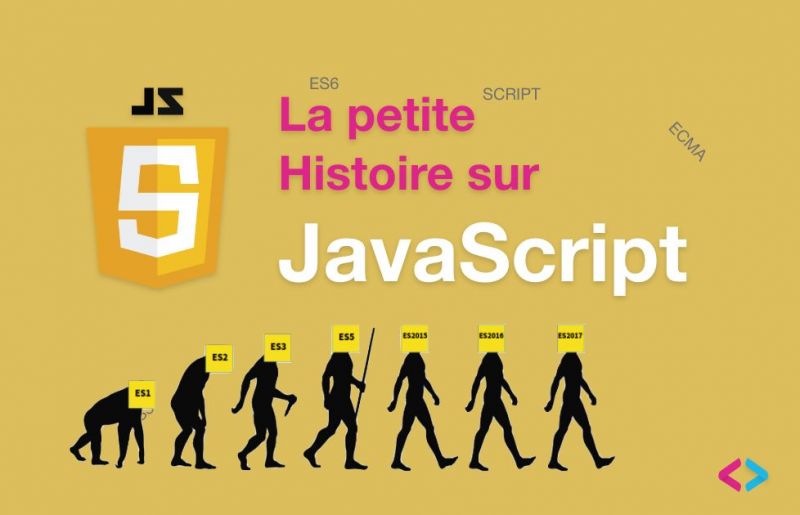 JS
ES6
SCRIPT
ECMA
La petite
Histoire sur
JavaScript
ES1
ES2
ES3
ES5
ES2015
ES2016
ES2017